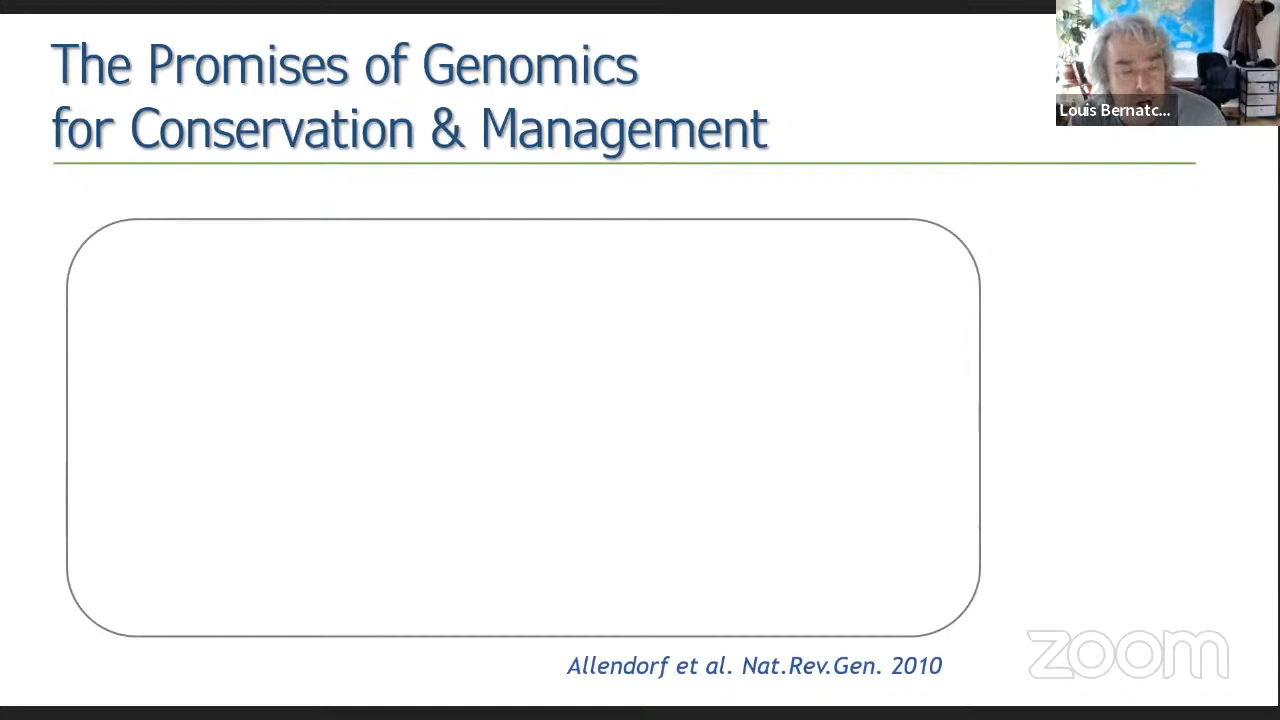 The Promises of Genomics
for Conservation & Management
Louis Bernatc...
Allendorf et al. Nat.Rev.Gen. 2010
zoom